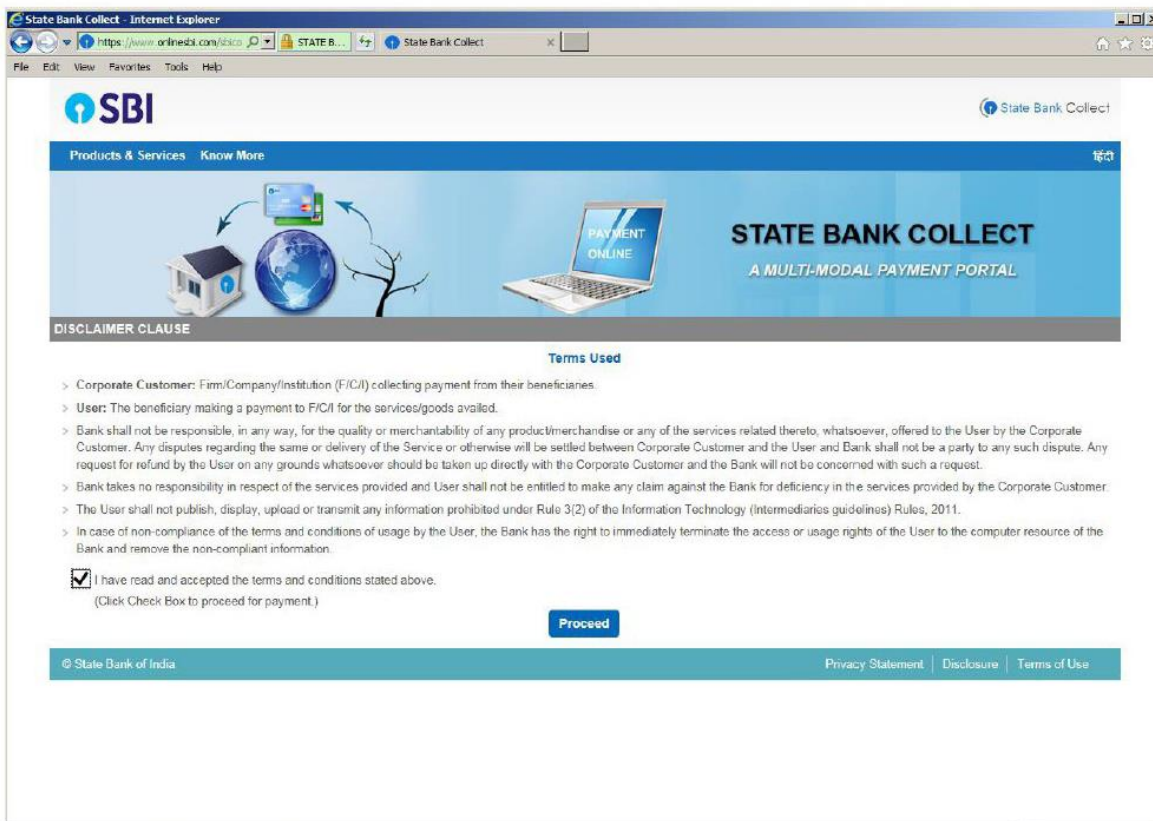 State Bank Collect - Internet Explorer
https://www.onlinesbi.com/sbico
STATE B...
State Bank Collect
File Edit View Favorites Tools Help
SBI
State Bank Collect
Products & Services Know More
हिंदी
PAYMENT
ONLINE
STATE BANK COLLECT
A MULTI-MODAL PAYMENT PORTAL
DISCLAIMER CLAUSE
Terms Used
> Corporate Customer: Firm/Company/Institution (F/C/I) collecting payment from their beneficiaries.
> User: The beneficiary making a payment to F/C/I for the services/goods availed.
> Bank shall not be responsible, in any way, for the quality or merchantability of any product/merchandise or any of the services related thereto, whatsoever, offered to the User by the Corporate
Customer. Any disputes regarding the same or delivery of the Service or otherwise will be settled between Corporate Customer and the User and Bank shall not be a party to any such dispute. Any
request for refund by the User on any grounds whatsoever should be taken up directly with the Corporate Customer and the Bank will not be concerned with such a request.
> Bank takes no responsibility in respect of the services provided and User shall not be entitled to make any claim against the Bank for deficiency in the services provided by the Corporate Customer.
> The User shall not publish, display, upload or transmit any information prohibited under Rule 3(2) of the Information Technology (Intermediaries guidelines) Rules, 2011.
> In case of non-compliance of the terms and conditions of usage by the User, the Bank has the right to immediately terminate the access or usage rights of the User to the computer resource of the
Bank and remove the non-compliant information.
I have read and accepted the terms and conditions stated above.
(Click Check Box to proceed for payment.)
Proceed
© State Bank of India
Privacy Statement | Disclosure | Terms of Use